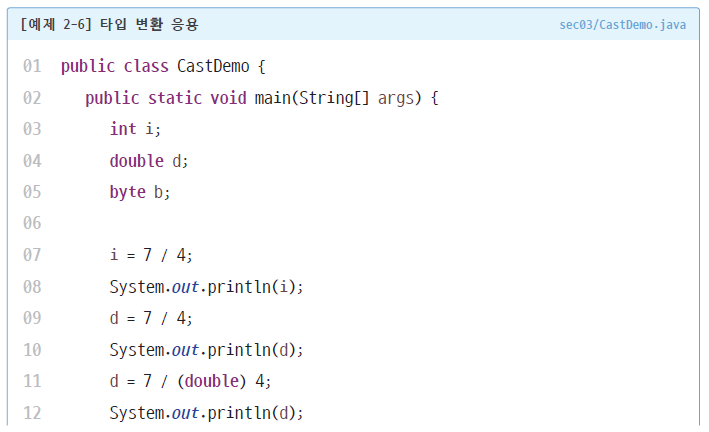 [예제 2-6] 타입 변환 응용 sec03/CastDemo.java
01 public class CastDemo {
02 public static void main(String[] args) {
03 int i;
04 double d;
05 byte b;
06
07 i = 7 / 4;
08 System.out.println(i);
09 d = 7 / 4;
10 System.out.println(d);
11 d = 7 / (double) 4;
12 System.out.println(d);